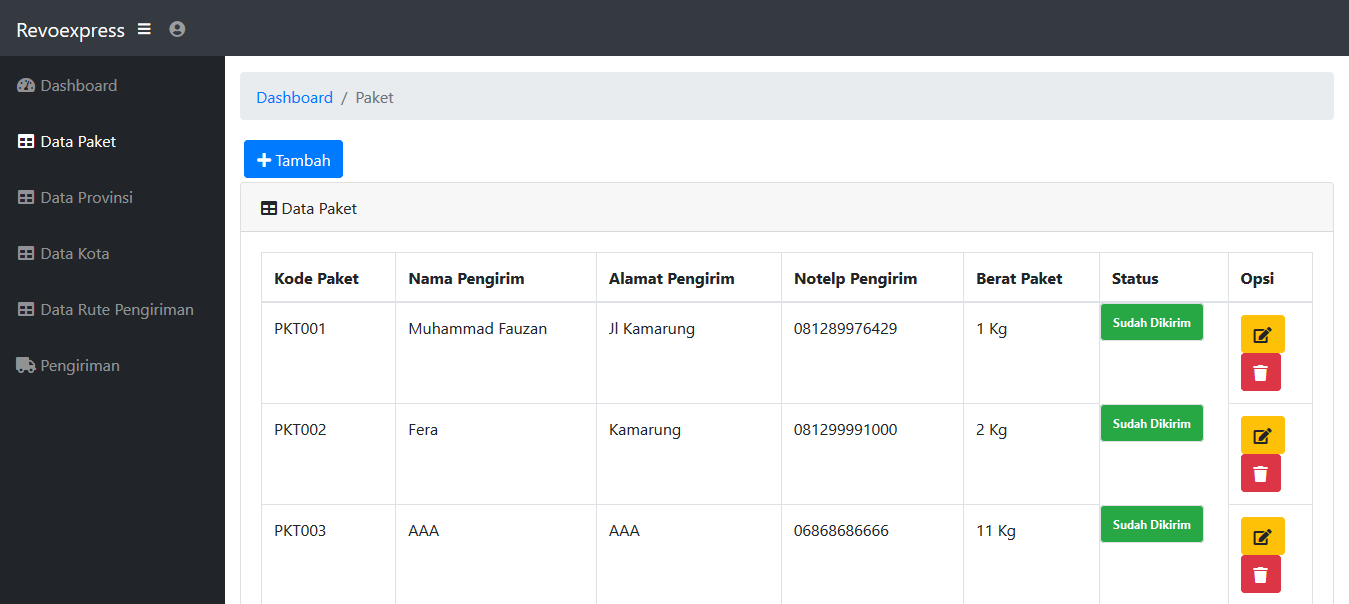 Revoexpress
Dashboard
Data Paket
Data Provinsi
Data Kota
Data Rute Pengiriman
Pengiriman
Dashboard / Paket
Tambah
Data Paket
Kode Paket Nama Pengirim Alamat Pengirim Notelp Pengirim Berat Paket Status Opsi
PKT001 Muhammad Fauzan Jl Kamarung 081289976429 1 Kg Sudah Dikirim
PKT002 Fera Kamarung 081299991000 2 Kg Sudah Dikirim
PKT003 AAA AAA 06868686666 11 Kg Sudah Dikirim